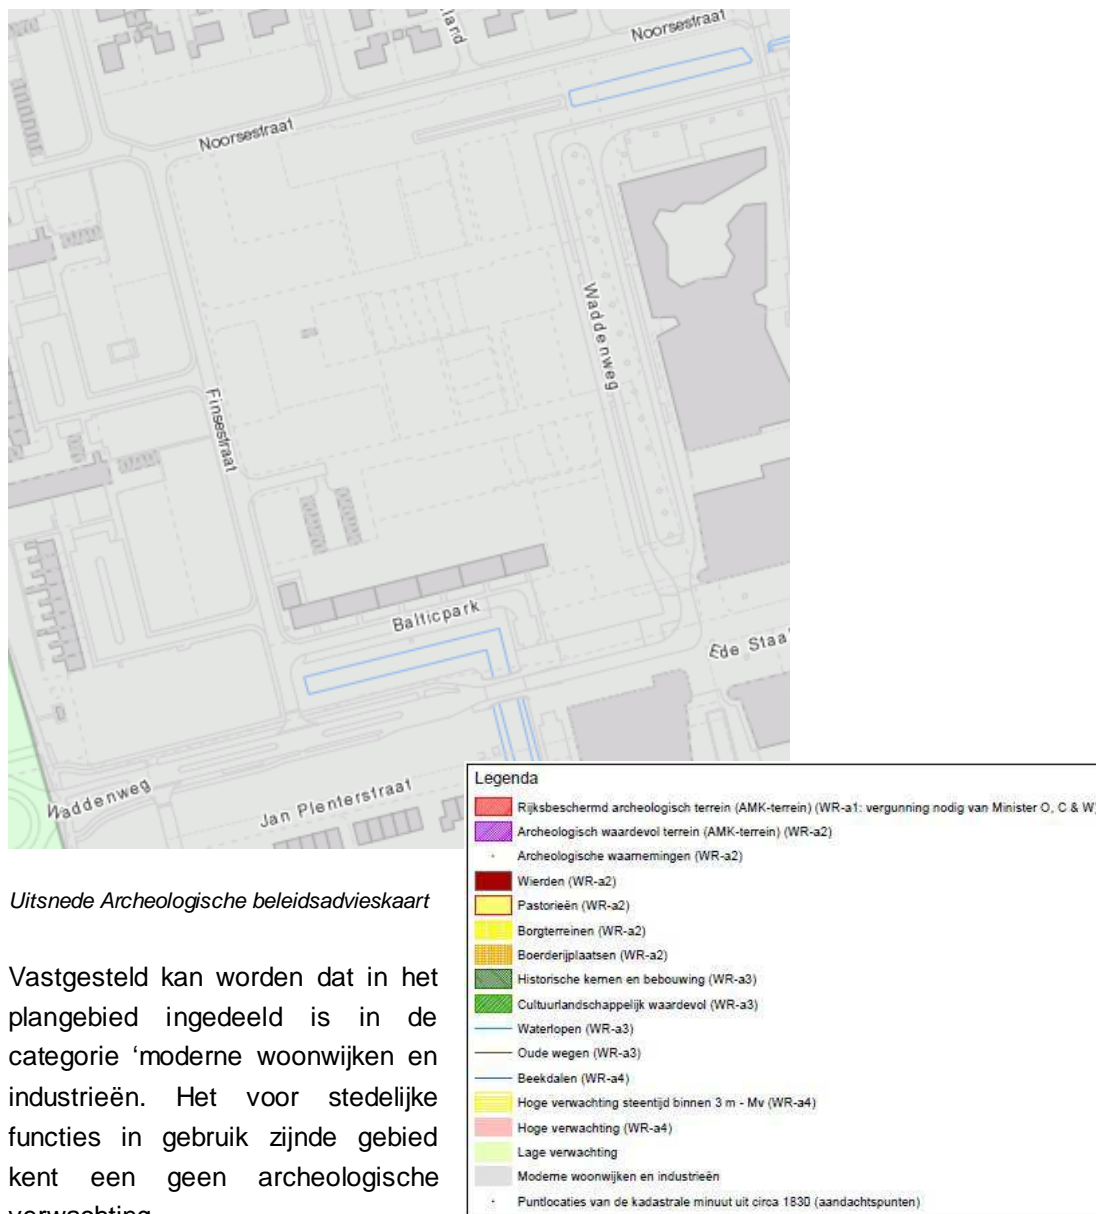 land
Noorsestraat
Noorsestraat
Waddenweg
Finsestraat
Balticpark
Ede Staa
Waddenweg
Jan Plenterstraat
Legenda
Rijksbeschermd archeologisch terrein (AMK-terrein) (WR-a1: vergunning nodig van Minister O, C & W)
Archeologisch waardevol terrein (AMK-terrein) (WR-a2)
Archeologische waarnemingen (WR-a2)
Wierden (WR-a2)
Pastorieën (WR-a2)
Borgterreinen (WR-a2)
Boerderijplaatsen (WR-a2)
Historische kernen en bebouwing (WR-a3)
Cultuurlandschappelijk waardevol (WR-a3)
Waterlopen (WR-a3)
Oude wegen (WR-a3)
Beekdalen (WR-a4)
Hoge verwachting steentijd binnen 3 m - Mv (WR-a4)
Hoge verwachting (WR-a4)
Lage verwachting
Moderne woonwijken en industrieën
Puntlocaties van de kadastrale minuut uit circa 1830 (aandachtspunten)
Uitsnede Archeologische beleidsadvieskaart
Vastgesteld kan worden dat in het
plangebied ingedeeld is in de
categorie ‘moderne woonwijken en
industrieën. Het voor stedelijke
functies in gebruik zijnde gebied
kent een geen archeologische
verwachting